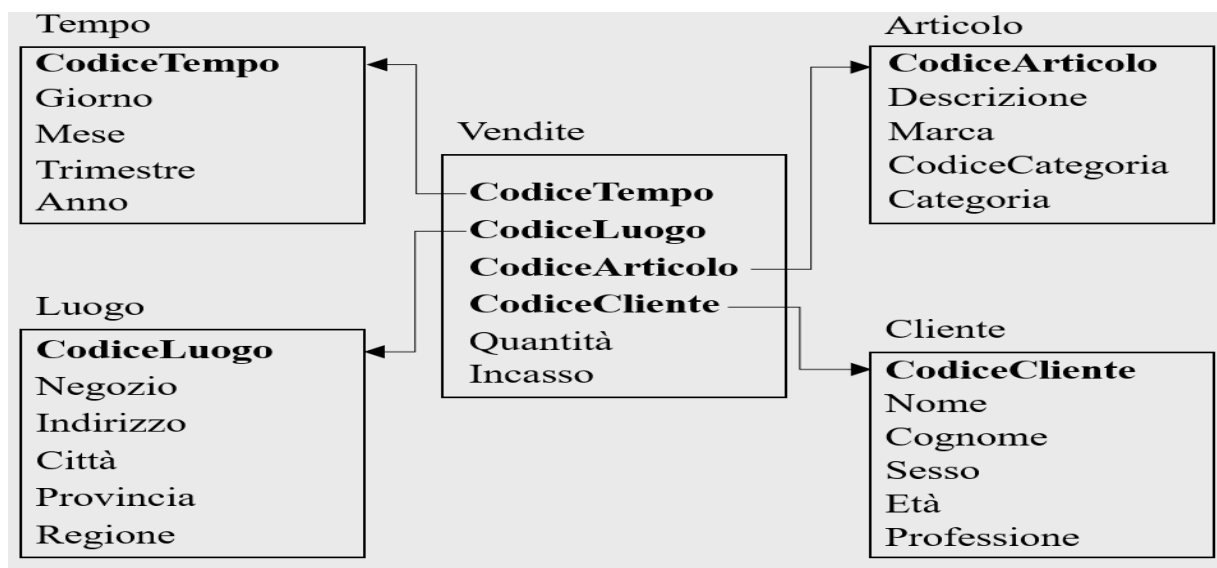 Tempo
CodiceTempo
Giorno
Mese
Trimestre
Anno
Luogo
CodiceLuogo
Negozio
Indirizzo
Città
Provincia
Regione
Vendite
CodiceTempo
CodiceLuogo
CodiceArticolo
CodiceCliente
Quantità
Incasso
Articolo
CodiceArticolo
Descrizione
Marca
CodiceCategoria
Categoria
Cliente
CodiceCliente
Nome
Cognome
Sesso
Età
Professione